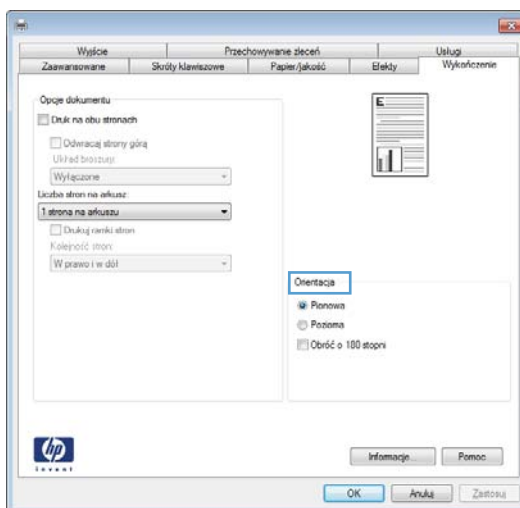 Wyjście Przechowywanie zleceń Usługi
Zaawansowane Skróty klawiszowe Papier/jakość Efekty Wykończenie
Opcje dokumentu
Druk na obu stronach
Odwracaj strony górą
Układ broszury:
Wyłączone
Liczba stron na arkusz:
1 strona na arkuszu
Drukuj ramki stron
Kolejność stron:
W prawo i w dół
E
Orientacja
Pionowa
Pozioma
Obróć o 180 stopni
hp
invent
Informacje... Pomoc
OK Anuluj Zastosuj